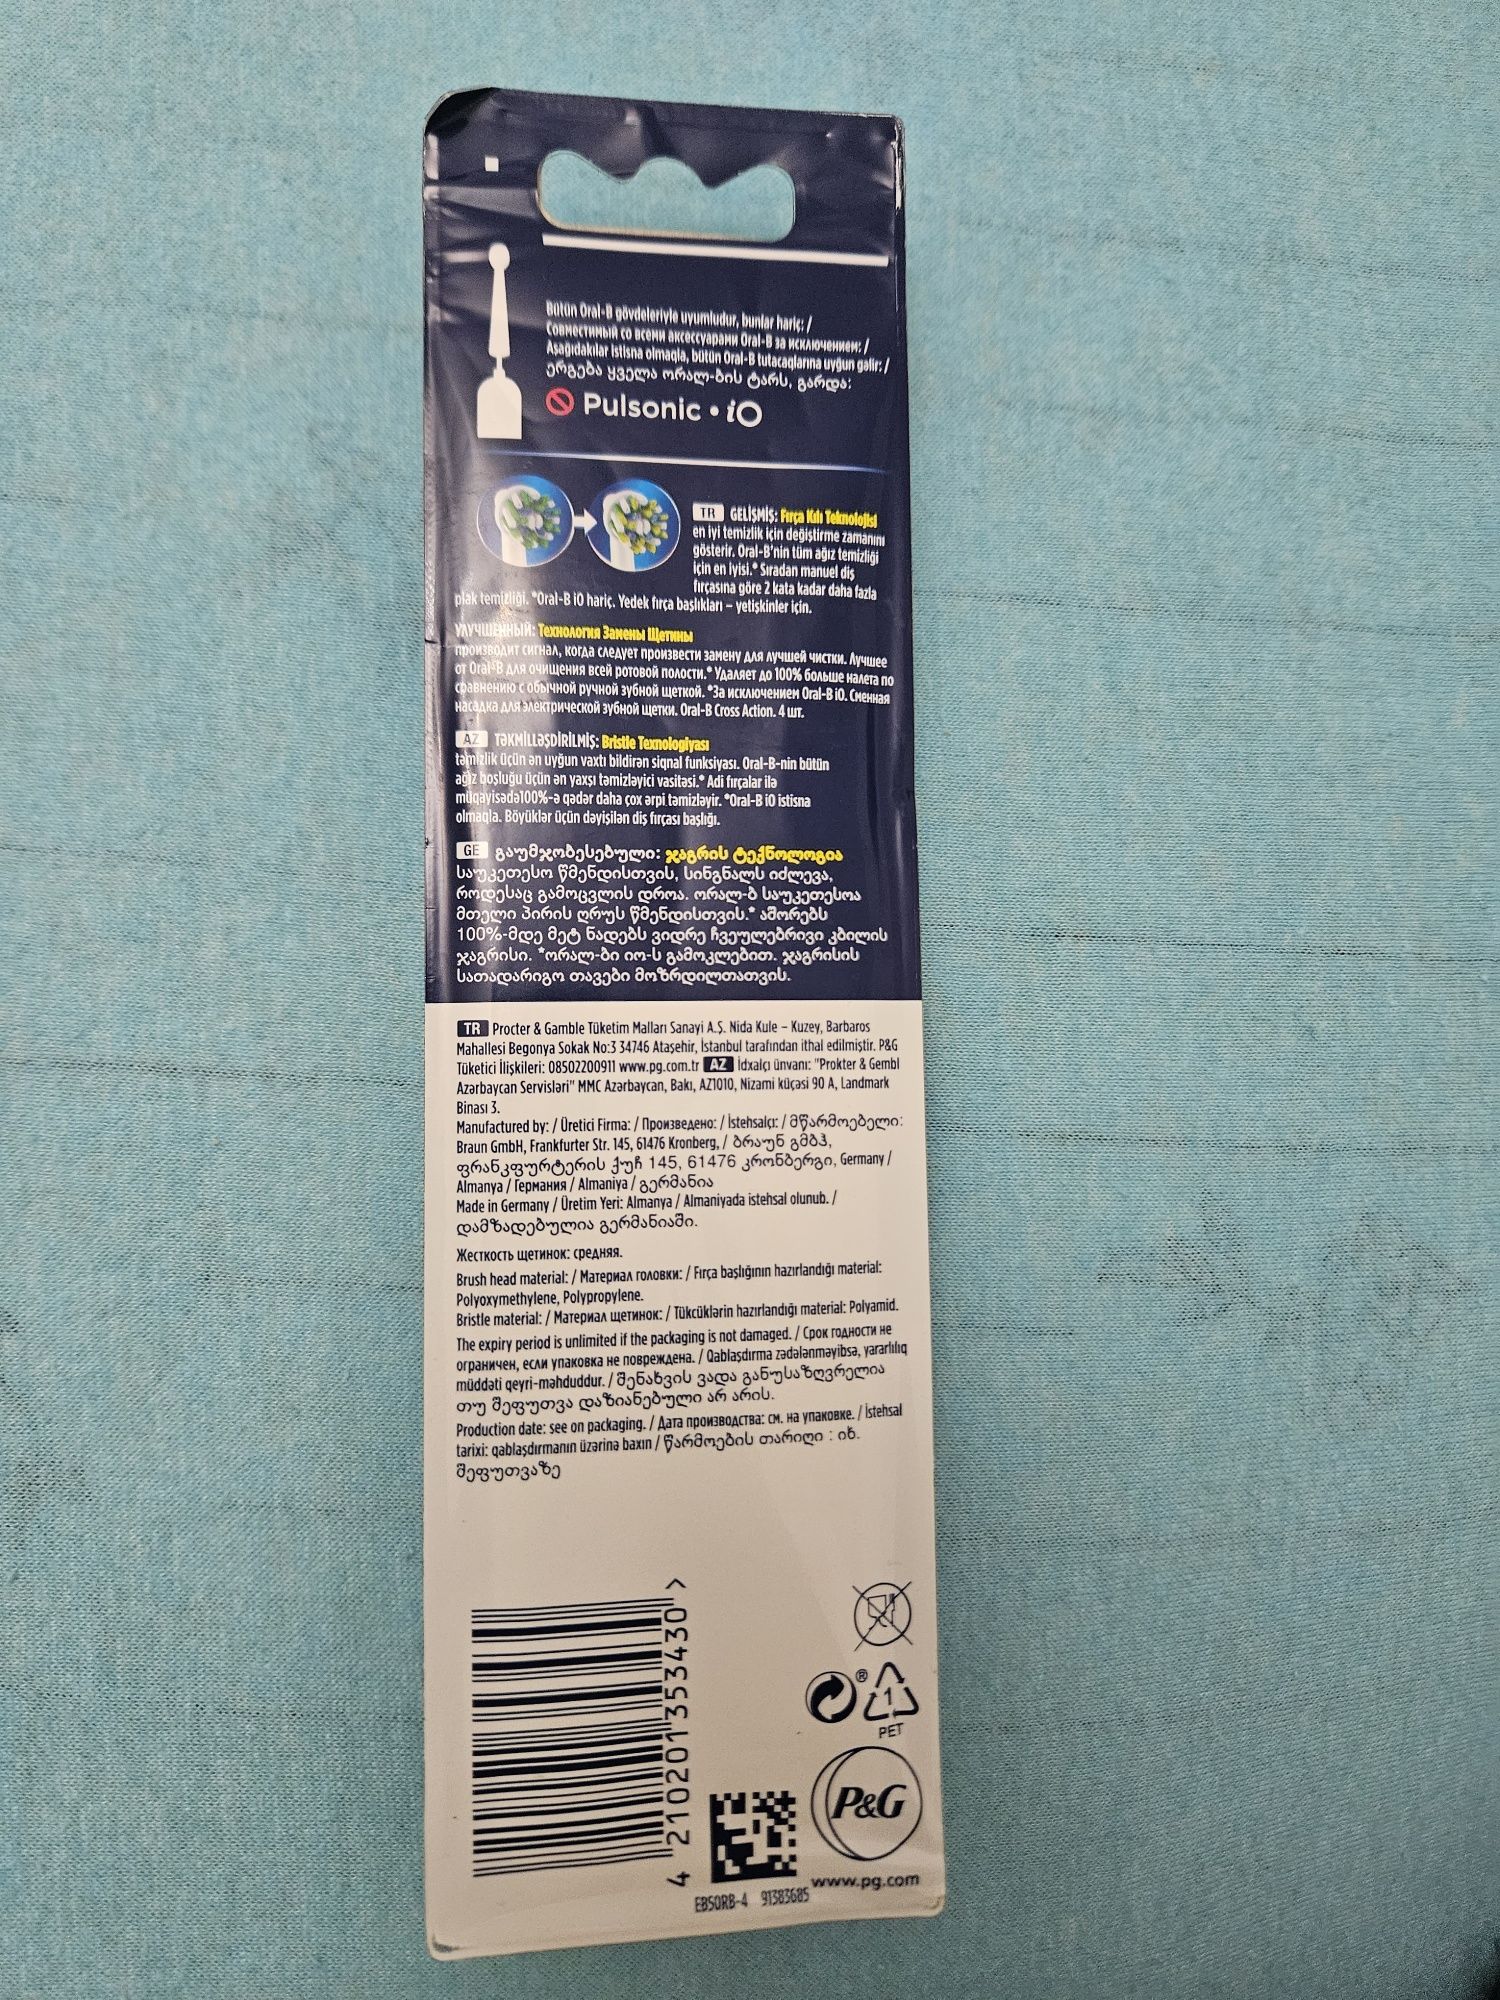 Bütün Oral-B gövdeleriyle uyumludur, bunlar hariç: /
Совместимый со всеми аксессуарами Oral-B за исключением: /
Aşağıdakılar istisna olmaqla, bütün Oral-B tutacaqlarına uyğun gəlir: /
ერგება ყველა ორალ-ბის ტარს, გარდა:
Pulsonic • iO
TR GELİŞMİŞ: Fırça Kılı Teknolojisi
en iyi temizlik için değiştirme zamanını
gösterir. Oral-B'nin tüm ağız temizliği
için en iyisi.* Sıradan manuel diş
fırçasına göre 2 kata kadar daha fazla
plak temizliği. *Oral-B iO hariç. Yedek fırça başlıkları – yetişkinler için.
УЛУЧШЕННЫЙ: Технология Замены Щетины
производит сигнал, когда следует произвести замену для лучшей чистки. Лучшее
от Oral-B для очищения всей ротовой полости.* Удаляет до 100% больше налета по
сравнению с обычной ручной зубной щеткой. *За исключением Oral-B iO. Сменная
насадка для электрической зубной щетки. Oral-B Cross Action. 4 шт.
AZ TƏKMİLLƏŞDİRİLMİŞ: Bristle Texnologiyası
təmizlik üçün ən uyğun vaxtı bildirən siqnal funksiyası. Oral-B-nin bütün
ağız boşluğu üçün ən yaxşı təmizləyici vasitəsi.* Adi fırçalar ilə
müqayisədə100%-ə qədər daha çox ərpi təmizləyir. *Oral-B iO istisna
olmaqla. Böyüklər üçün dəyişilən diş fırçası başlığı.
GE გაუმჯობესებული: ჯაგრის ტექნოლოგია
საუკეთესო წმენდისთვის, სინგნალს იძლევა,
როდესაც გამოცვლის დროა. ორალ-ბ საუკეთესოა
მთელი პირის ღრუს წმენდისთვის.* აშორებს
100%-მდე მეტ ნადებს ვიდრე ჩვეულებრივი კბილის
ჯაგრისი. *ორალ-ბი იო-ს გამოკლებით. ჯაგრისის
სათადარიგო თავები მოზრდილთათვის.
TR Procter & Gamble Tüketim Malları Sanayi A.Ş. Nida Kule – Kuzey, Barbaros
Mahallesi Begonya Sokak No:3 34746 Ataşehir, İstanbul tarafından ithal edilmiştir. P&G
Tüketici İlişkileri: 08502200911 www.pg.com.tr AZ İdxalçı ünvanı: "Prokter & Gembl
Azərbaycan Servisləri" MMC Azərbaycan, Bakı, AZ1010, Nizami küçəsi 90 A, Landmark
Binası 3.
Manufactured by: / Üretici Firma: / Произведено: / İstehsalçı: / მწარმოებელი:
Braun GmbH, Frankfurter Str. 145, 61476 Kronberg, / ბრაუნ გმბჰ,
ფრანკფურტერის ქუჩ 145, 61476 კრონბერგი, Germany /
Almanya / Германия / Almaniya / გერმანია
Made in Germany / Üretim Yeri: Almanya / Almaniyada istehsal olunub. /
დამზადებულია გერმანიაში.
Жесткость щетинок: средняя.
Brush head material: / Материал головки: / Fırça başlığının hazırlandığı material:
Polyoxymethylene, Polypropylene.
Bristle material: / Материал щетинок: / Tükcüklərin hazırlandığı material: Polyamid.
The expiry period is unlimited if the packaging is not damaged. / Срок годности не
ограничен, если упаковка не повреждена. / Qablaşdırma zədələnməyibsə, yararlılıq
müddəti qeyri-məhduddur. / შენახვის ვადა განუსაზღვრელია
თუ შეფუთვა დაზიანებული არ არის.
Production date: see on packaging. / Дата производства: см. на упаковке. / İstehsal
tarixi: qablaşdırmanın üzərinə baxın / წარმოების თარიღი : იხ.
შეფუთვაზე
4 210201 353430 >
®
1
PET
P&G
www.pg.com
EB50RB-4 91383685